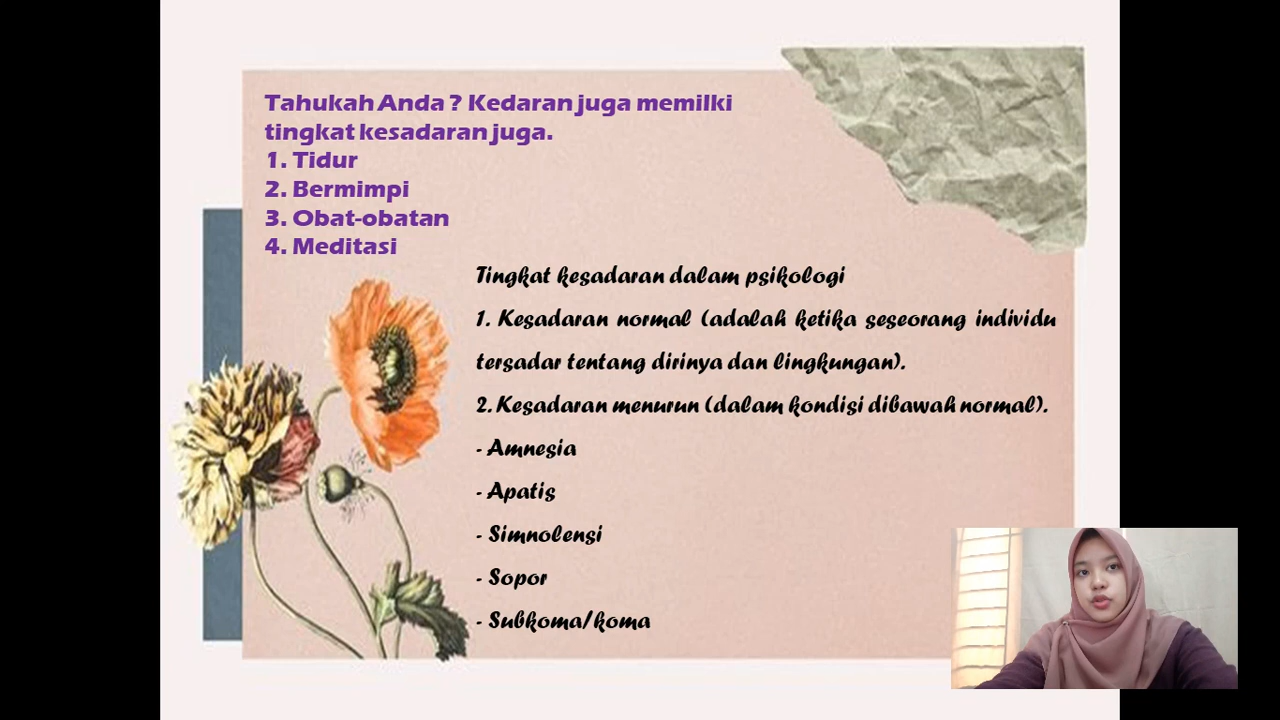 Tahukah Anda ? Kedaran juga memilki
tingkat kesadaran juga.
1. Tidur
2. Bermimpi
3. Obat-obatan
4. Meditasi
Tingkat kesadaran dalam psikologi
1. Kesadaran normal (adalah ketika seseorang individu
tersadar tentang dirinya dan lingkungan).
2. Kesadaran menurun (dalam kondisi dibawah normal).
- Amnesia
- Apatis
- Simnolensi
- Sopor
- Subkoma/koma